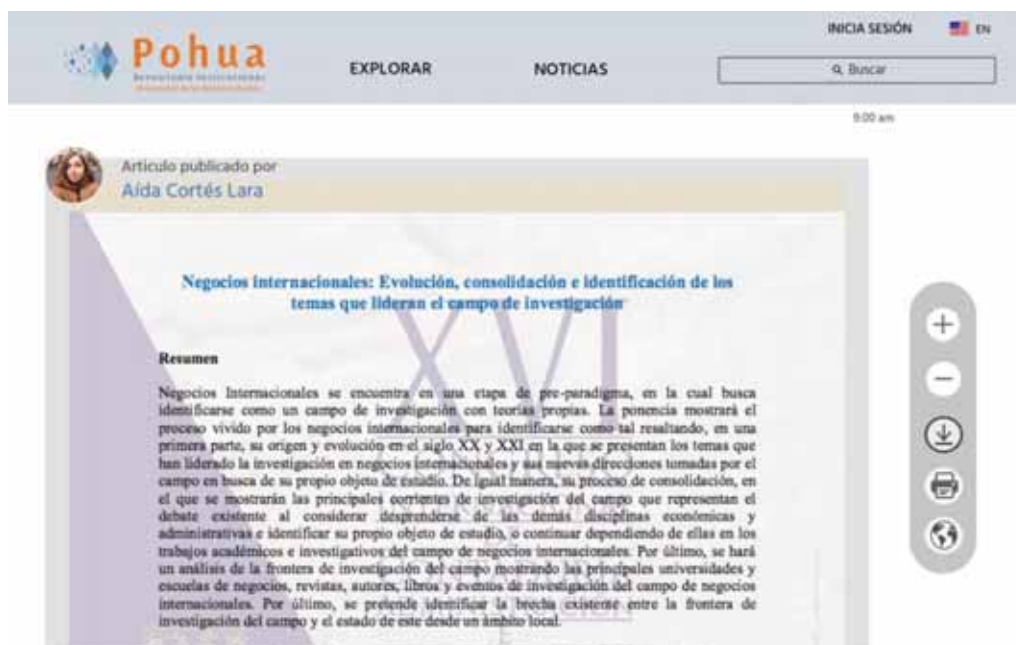 INICIA SESIÓN EN
Pohua
EXPLORAR NOTICIAS Buscar
9:00 am
Articulo publicado por
Aída Cortés Lara
Negocios internacionales: Evolución, consolidación e identificación de los
temas que lideran el campo de investigación
XVI
Resumen
Negocios Internacionales se encuentra en una etapa de pre-paradigma, en la cual busca
identificarse como un campo de investigación con teorías propias. La ponencia mostrará el
proceso vivido por los negocios internacionales para identificarse como tal resaltando, en una
primera parte, su origen y evolución en el siglo XX y XXI en la que se presentan los temas que
han liderado la investigación en negocios internacionales y sus nuevas direcciones tomadas por el
campo en busca de su propio objeto de estudio. De igual manera, su proceso de consolidación, en
el que se mostrarán las principales corrientes de investigación del campo que representan el
debate existente al considerar desprenderse de las demás disciplinas económicas y
administrativas e identificar su propio objeto de estudio, o continuar dependiendo de ellas en los
trabajos académicos e investigativos del campo de negocios internacionales. Por último, se hará
un análisis de la frontera de investigación del campo mostrando las principales universidades y
escuelas de negocios, revistas, autores, libros y eventos de investigación del campo de negocios
internacionales. Por último, se pretende identificar la brecha existente entre la frontera de
investigación del campo y el estado de este desde un ámbito local.